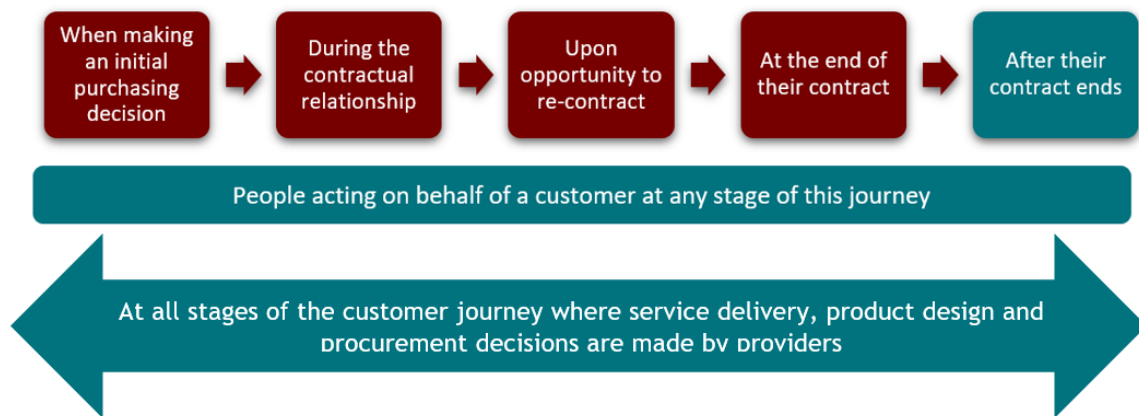 When making
an initial
purchasing
decision
During the
contractual
relationship
Upon
opportunity to
re-contract
At the end of
their contract
After their
contract ends
People acting on behalf of a customer at any stage of this journey
At all stages of the customer journey where service delivery, product design and
procurement decisions are made by providers